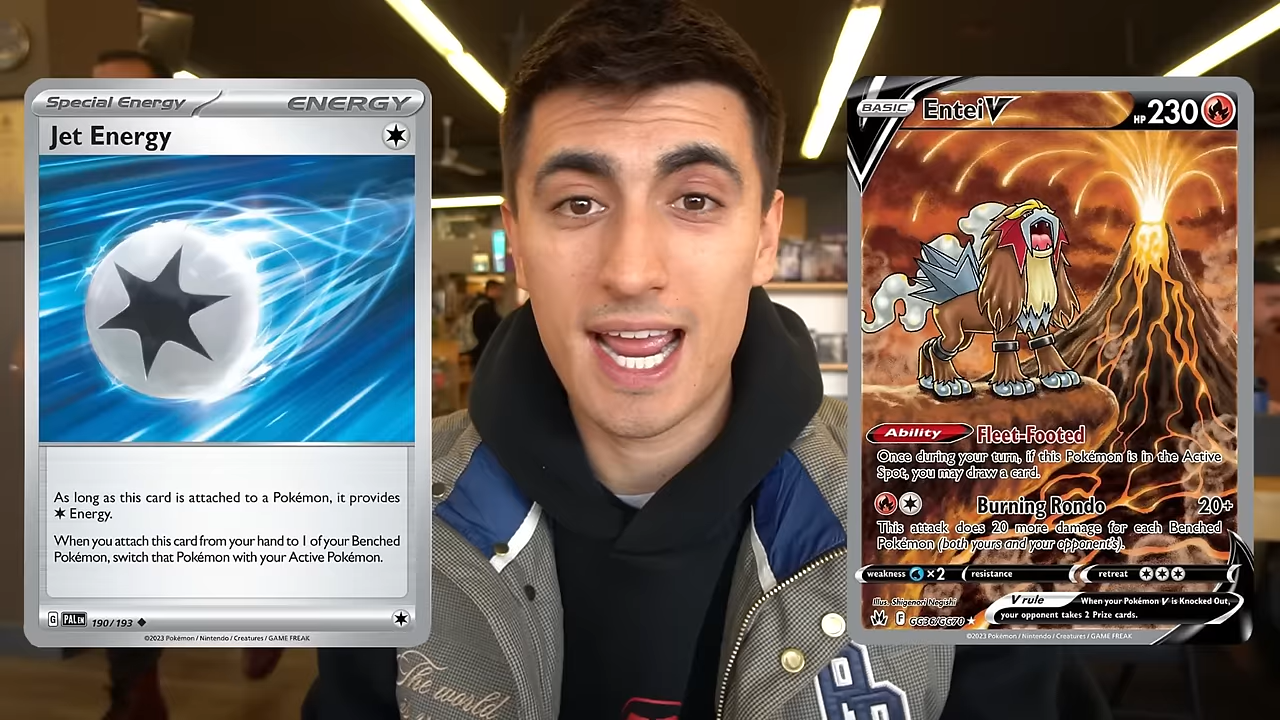 Special Energy
ENERGY
Jet Energy
As long as this card is attached to a Pokémon, it provides
Energy.
When you attach this card from your hand to 1 of your Benched
Pokémon, switch that Pokémon with your Active Pokémon.
G PAL EN 190/193
©2023 Pokémon / Nintendo / Creatures / GAME FREAK
BASIC
Entei V
HP 230
Ability Fleet-Footed
Once during your turn, if this Pokémon is in the Active
Spot, you may draw a card.
Burning Rondo 20+
This attack does 20 more damage for each Benched
Pokémon (both yours and your opponent's).
weakness ×2 resistance retreat
Illus. Shigenori Negishi
V rule When your Pokémon V is Knocked Out,
your opponent takes 2 Prize cards.
F GG36/GG70
©2023 Pokémon / Nintendo / Creatures / GAME FREAK
The world